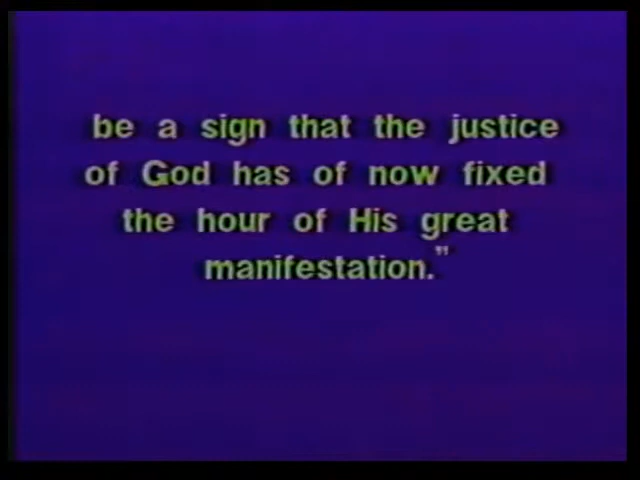 be a sign that the justice
of God has of now fixed
the hour of His great
manifestation."